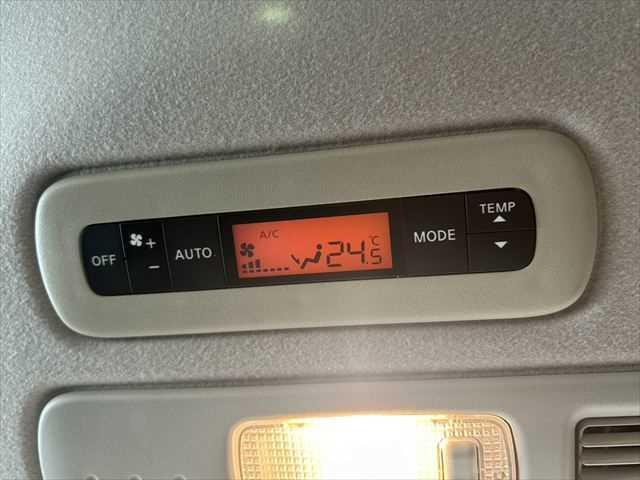 OFF
+
−
AUTO
A/C
24.5 °C
MODE
TEMP